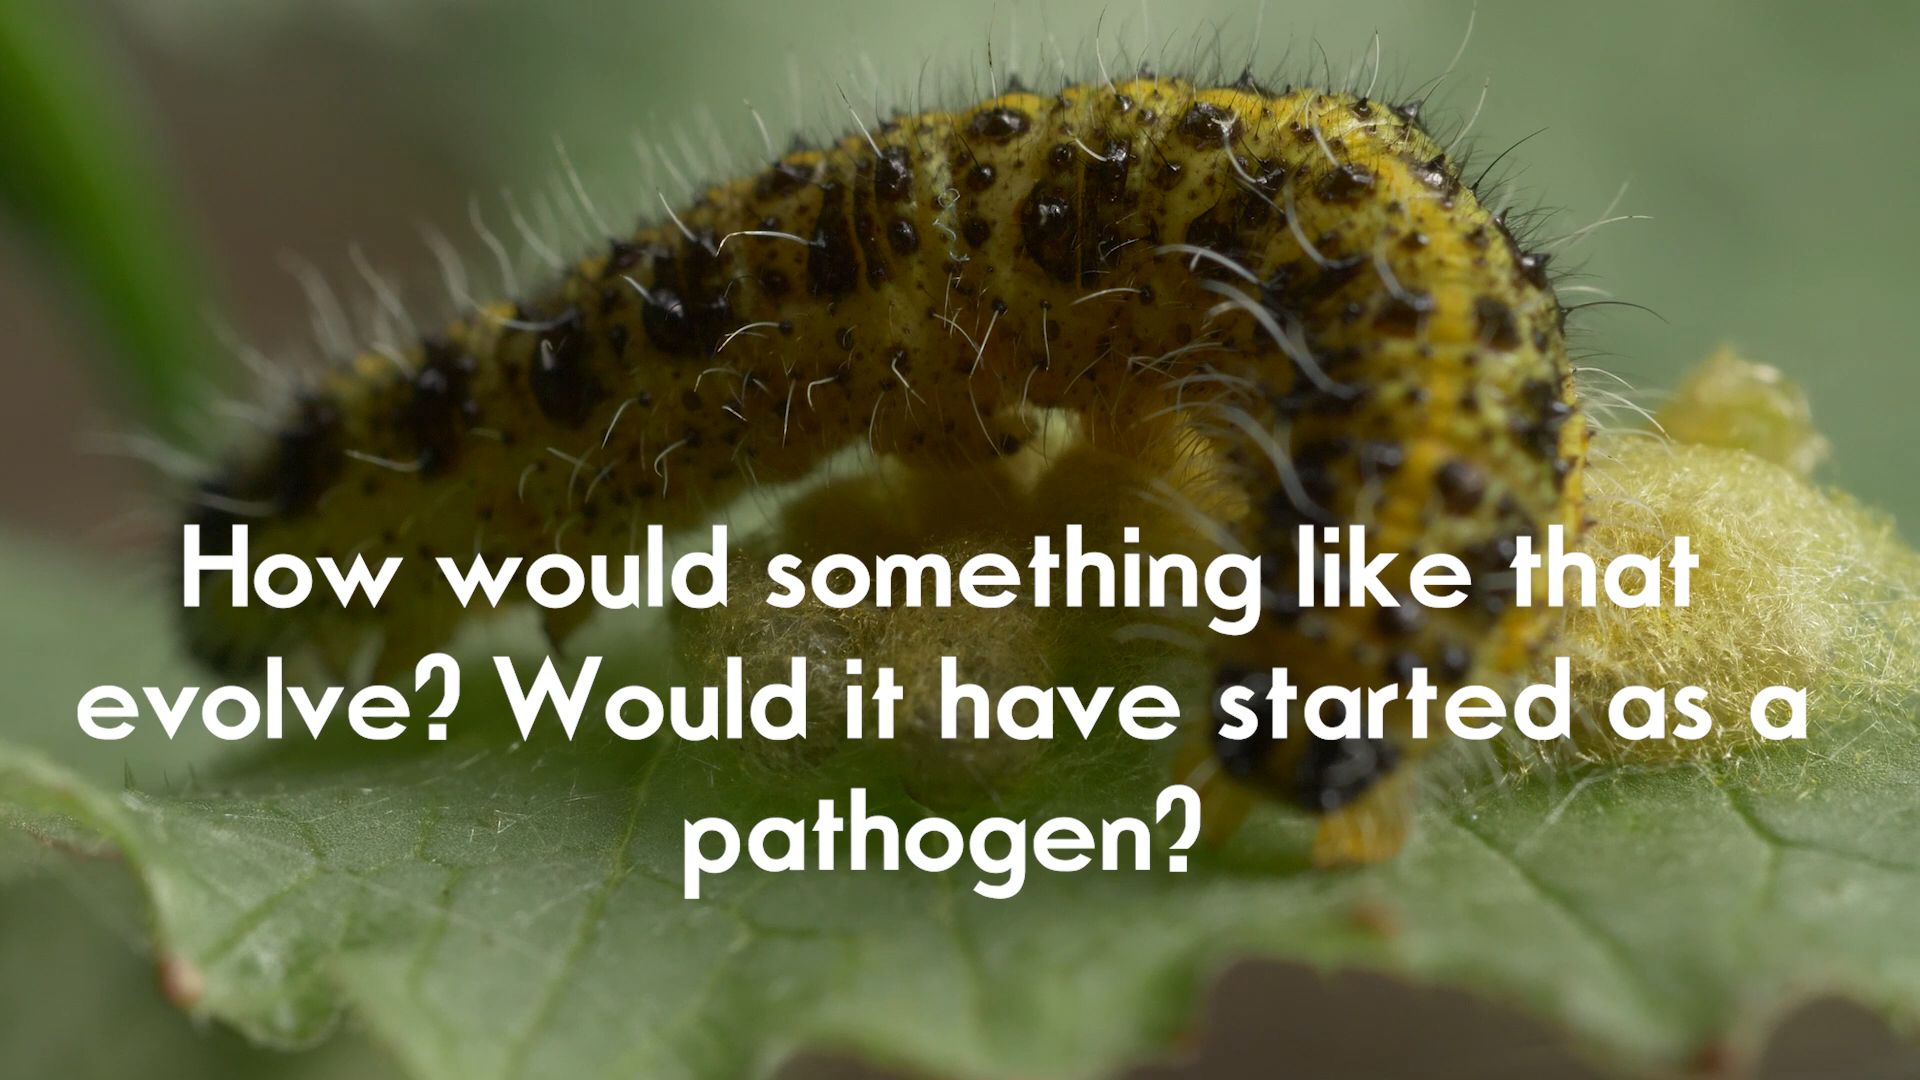 How would something like that
evolve? Would it have started as a
pathogen?